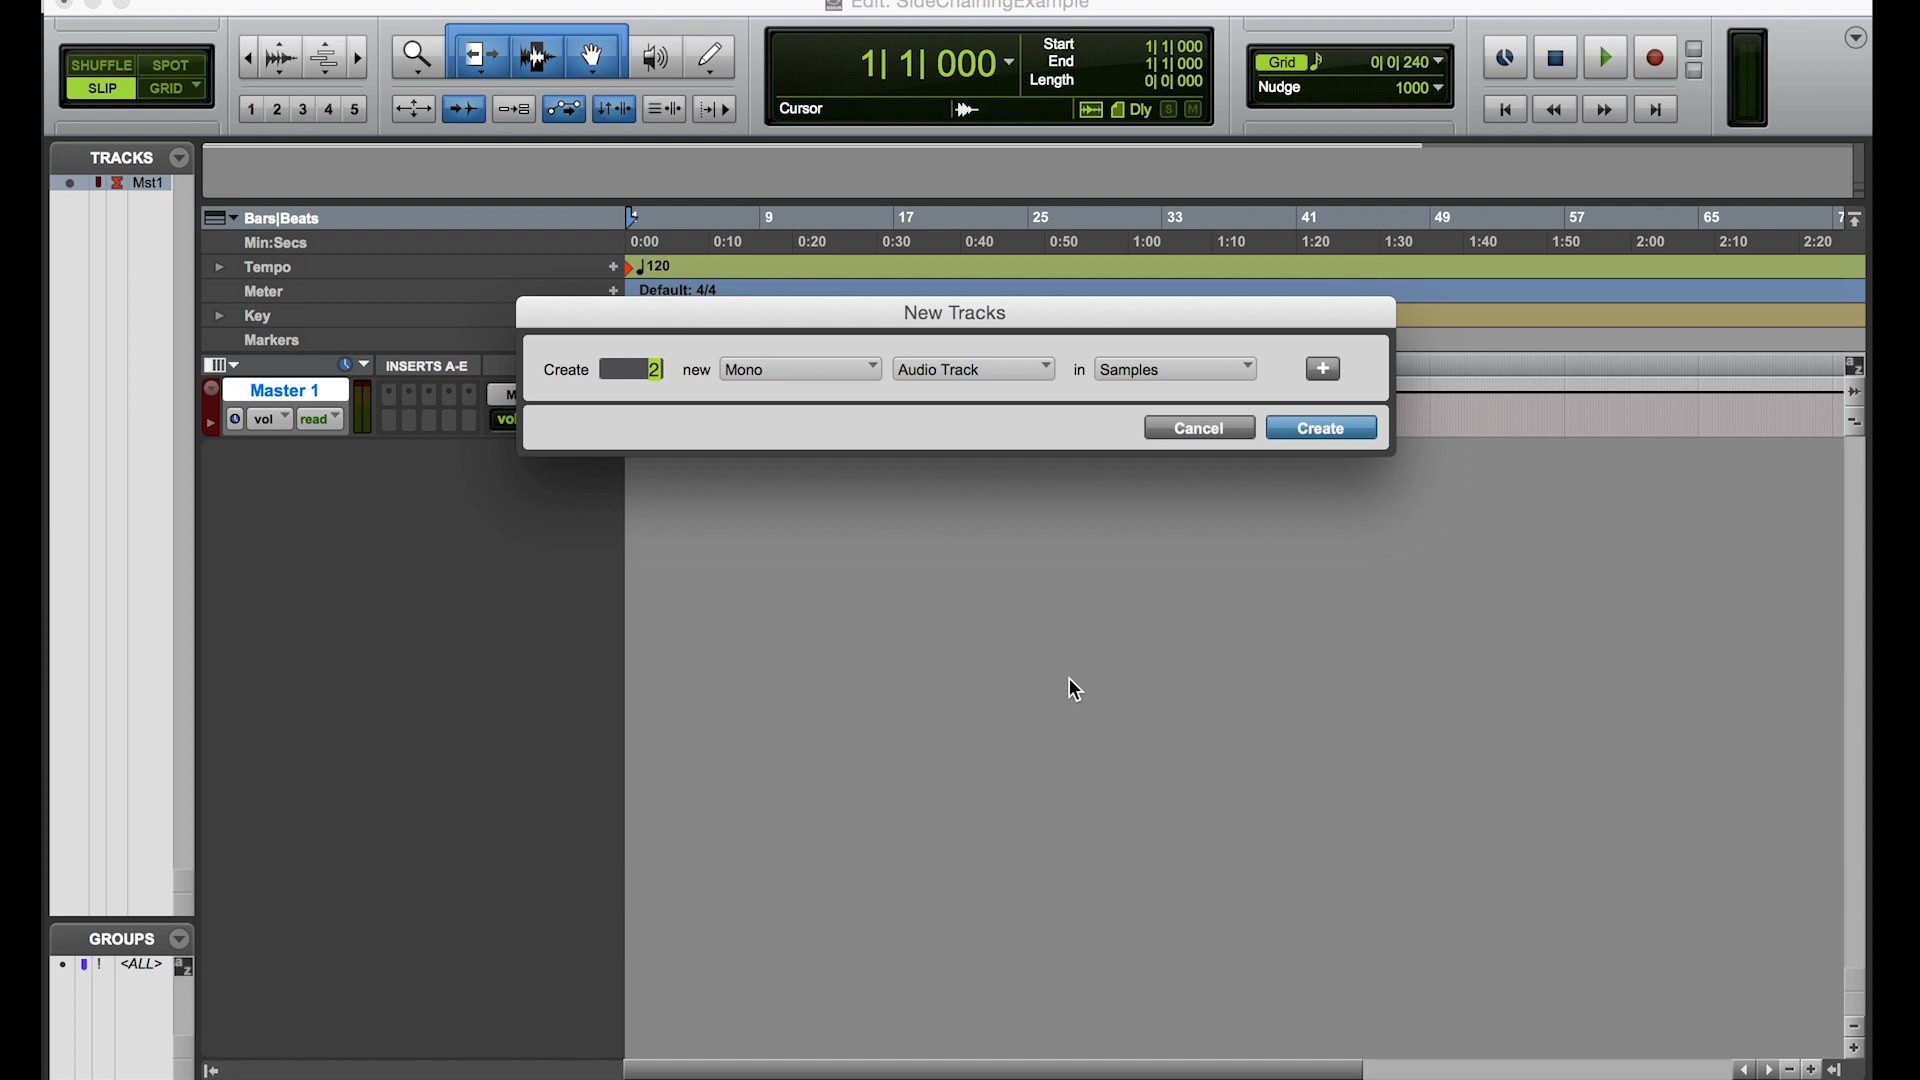 Edit: SideChainingExample
SHUFFLE SPOT
SLIP GRID
1 2 3 4 5
1| 1| 000
Start 1| 1| 000
End 1| 1| 000
Length 0| 0| 000
Cursor
Dly S M
Grid 0| 0| 240
Nudge 1000
TRACKS
Mst1
Bars|Beats 9 17 25 33 41 49 57 65 7
Min:Secs 0:00 0:10 0:20 0:30 0:40 0:50 1:00 1:10 1:20 1:30 1:40 1:50 2:00 2:10 2:20
Tempo + 120
Meter + Default: 4/4
Key
Markers
New Tracks
Create 2 new Mono Audio Track in Samples +
Cancel Create
INSERTS A-E
Master 1
M
vol read
vol
a z
GROUPS
! <ALL>
a z